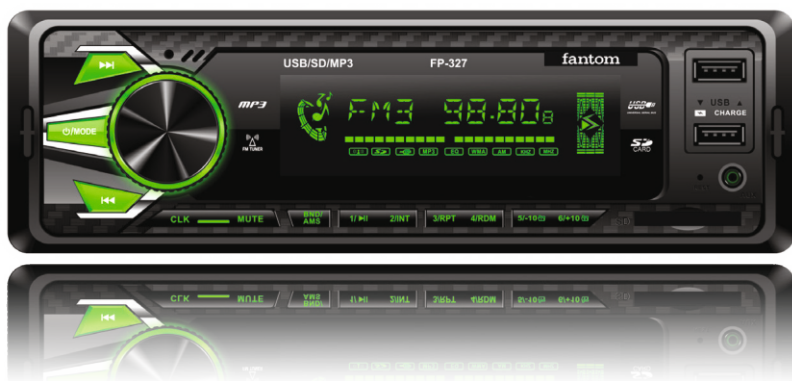 USB/SD/MP3 FP-327 fantom
MP3 FM3 98.80 USB
USB
CHARGE
⏻/MODE
FM TUNER
MP3 EQ WMA AM KHZ MHZ
CARD
CLK MUTE BND/
AMS 1/⏯ 2/INT 3/RPT 4/RDM 5/-10 6/+10